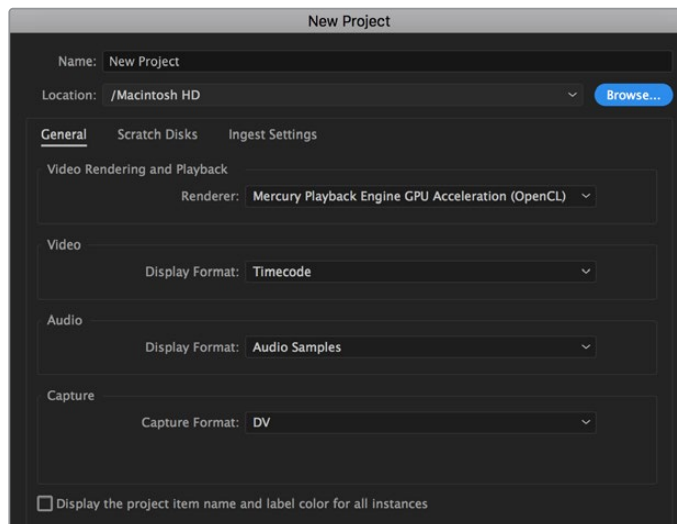 New Project
Name: New Project
Location: /Macintosh HD Browse...
General Scratch Disks Ingest Settings
Video Rendering and Playback
Renderer: Mercury Playback Engine GPU Acceleration (OpenCL)
Video
Display Format: Timecode
Audio
Display Format: Audio Samples
Capture
Capture Format: DV
Display the project item name and label color for all instances